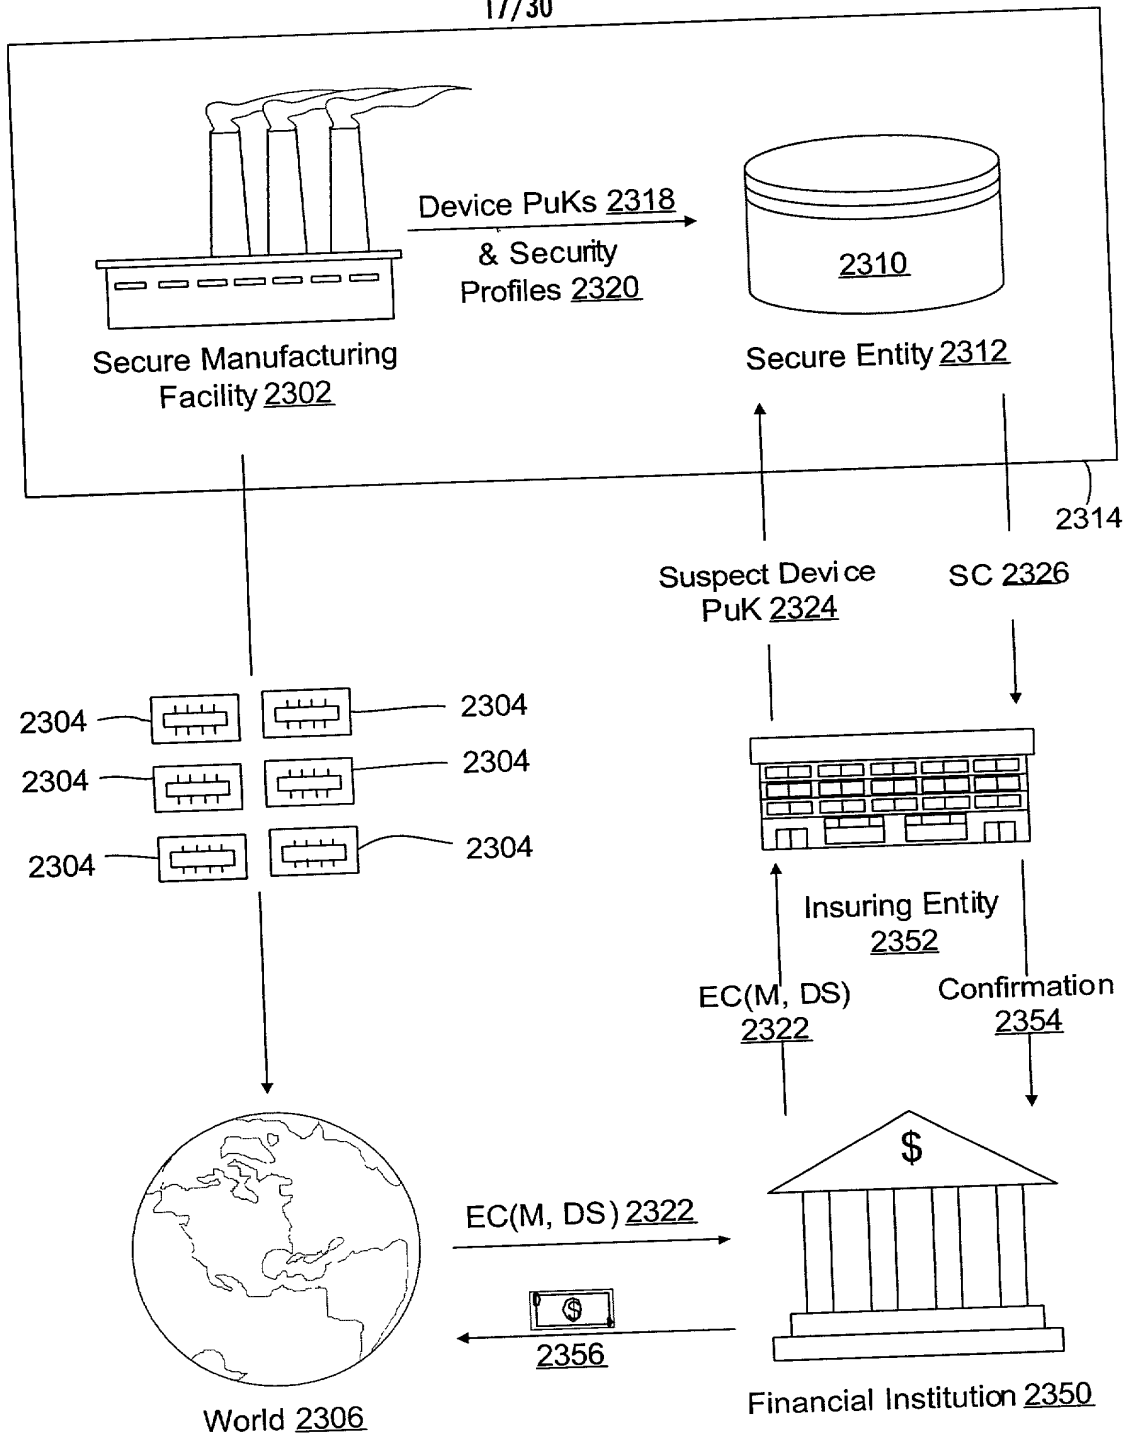 17/30
Device PuKs 2318
& Security
Profiles 2320
2310
Secure Manufacturing
Facility 2302
Secure Entity 2312
2314
Suspect Device
PuK 2324
SC 2326
2304
2304
2304
2304
2304
2304
Insuring Entity
2352
EC(M, DS)
2322
Confirmation
2354
$
EC(M, DS) 2322
$
2356
Financial Institution 2350
World 2306